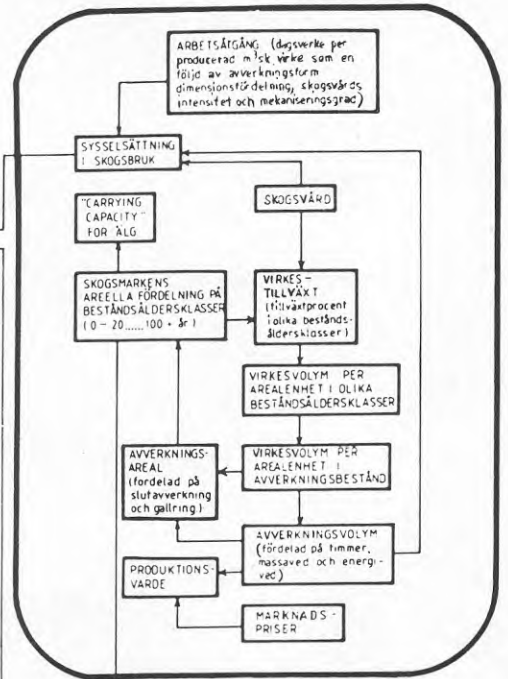 ARBETSÅTGÅNG (dagsverke per
producerad m³sk virke som en
följd av avverkningsform
dimensionsfördelning, skogsvårds
intensitet och mekaniseringsgrad)
SYSSELSÄTTNING
I SKOGSBRUK
"CARRYING
CAPACITY"
FÖR ÄLG
SKOGSVÅRD
SKOGSMARKENS
AREELLA FÖRDELNING PÅ
BESTÅNDSÅLDERSKLASSER
(0 - 20......100 + år)
VIRKES-
TILLVÄXT
(tillväxtprocent
i olika bestånds-
åldersklasser)
VIRKESVOLYM PER
AREALENHET I OLIKA
BESTÅNDSÅLDERSKLASSER
AVVERKNINGS-
AREAL
(fördelad på
slutavverkning
och gallring)
VIRKESVOLYM PER
AREALENHET I
AVVERKNINGSBESTÅND
AVVERKNINGSVOLYM
(fördelad på timmer,
massaved och energi-
ved)
PRODUKTIONS-
VÄRDE
MARKNADS-
PRISER